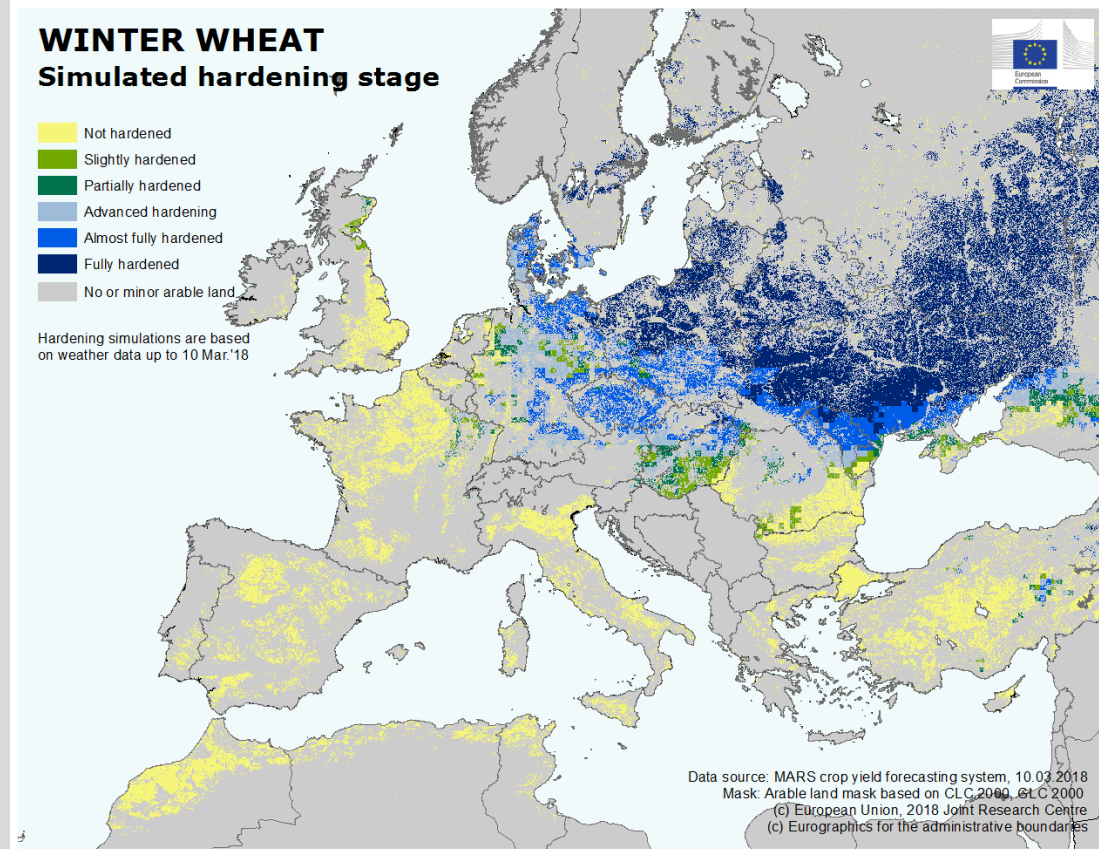 WINTER WHEAT
Simulated hardening stage
European
Commission
Not hardened
Slightly hardened
Partially hardened
Advanced hardening
Almost fully hardened
Fully hardened
No or minor arable land
Hardening simulations are based
on weather data up to 10 Mar.'18
Data source: MARS crop yield forecasting system, 10.03.2018
Mask: Arable land mask based on CLC 2000, GLC 2000
(c) European Union, 2018 Joint Research Centre
(c) Eurographics for the administrative boundaries